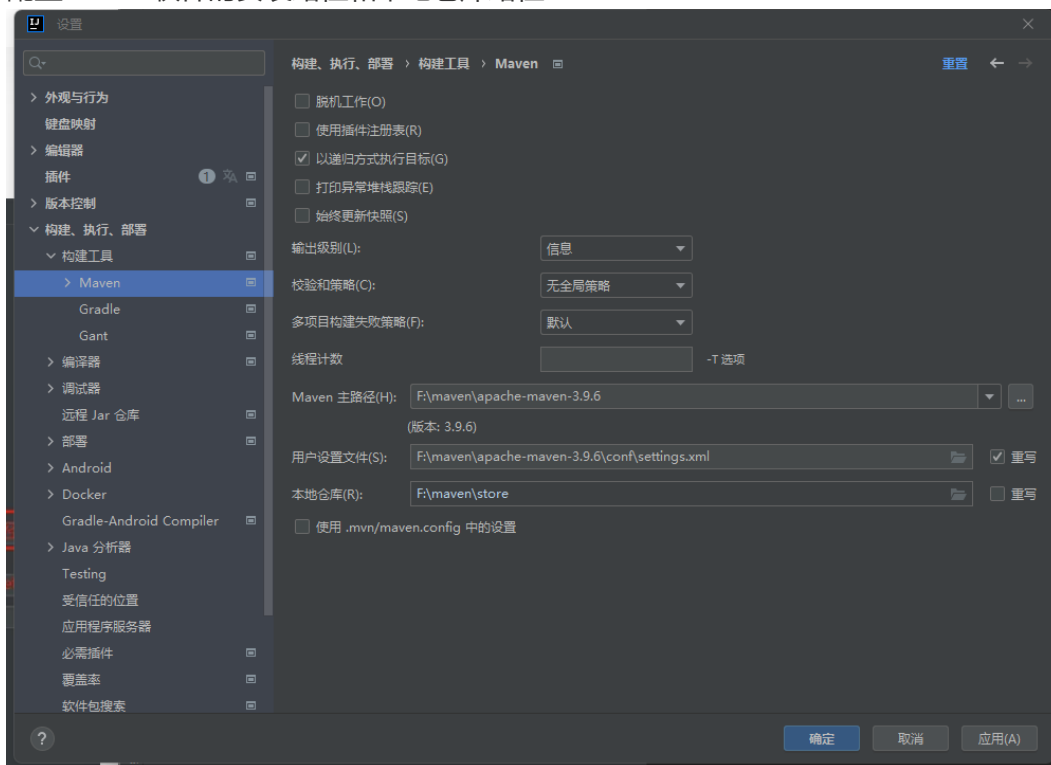 设置
构建、执行、部署 › 构建工具 › Maven
重置
外观与行为
键盘映射
编辑器
插件 1
版本控制
构建、执行、部署
构建工具
Maven
Gradle
Gant
编译器
调试器
远程 Jar 仓库
部署
Android
Docker
Gradle-Android Compiler
Java 分析器
Testing
受信任的位置
应用程序服务器
必需插件
覆盖率
软件包搜索
脱机工作(O)
使用插件注册表(R)
以递归方式执行目标(G)
打印异常堆栈跟踪(E)
始终更新快照(S)
输出级别(L): 信息
校验和策略(C): 无全局策略
多项目构建失败策略(F): 默认
线程计数 -T 选项
Maven 主路径(H): F:\maven\apache-maven-3.9.6 ...
(版本: 3.9.6)
用户设置文件(S): F:\maven\apache-maven-3.9.6\conf\settings.xml 重写
本地仓库(R): F:\maven\store 重写
使用 .mvn/maven.config 中的设置
? 确定 取消 应用(A)